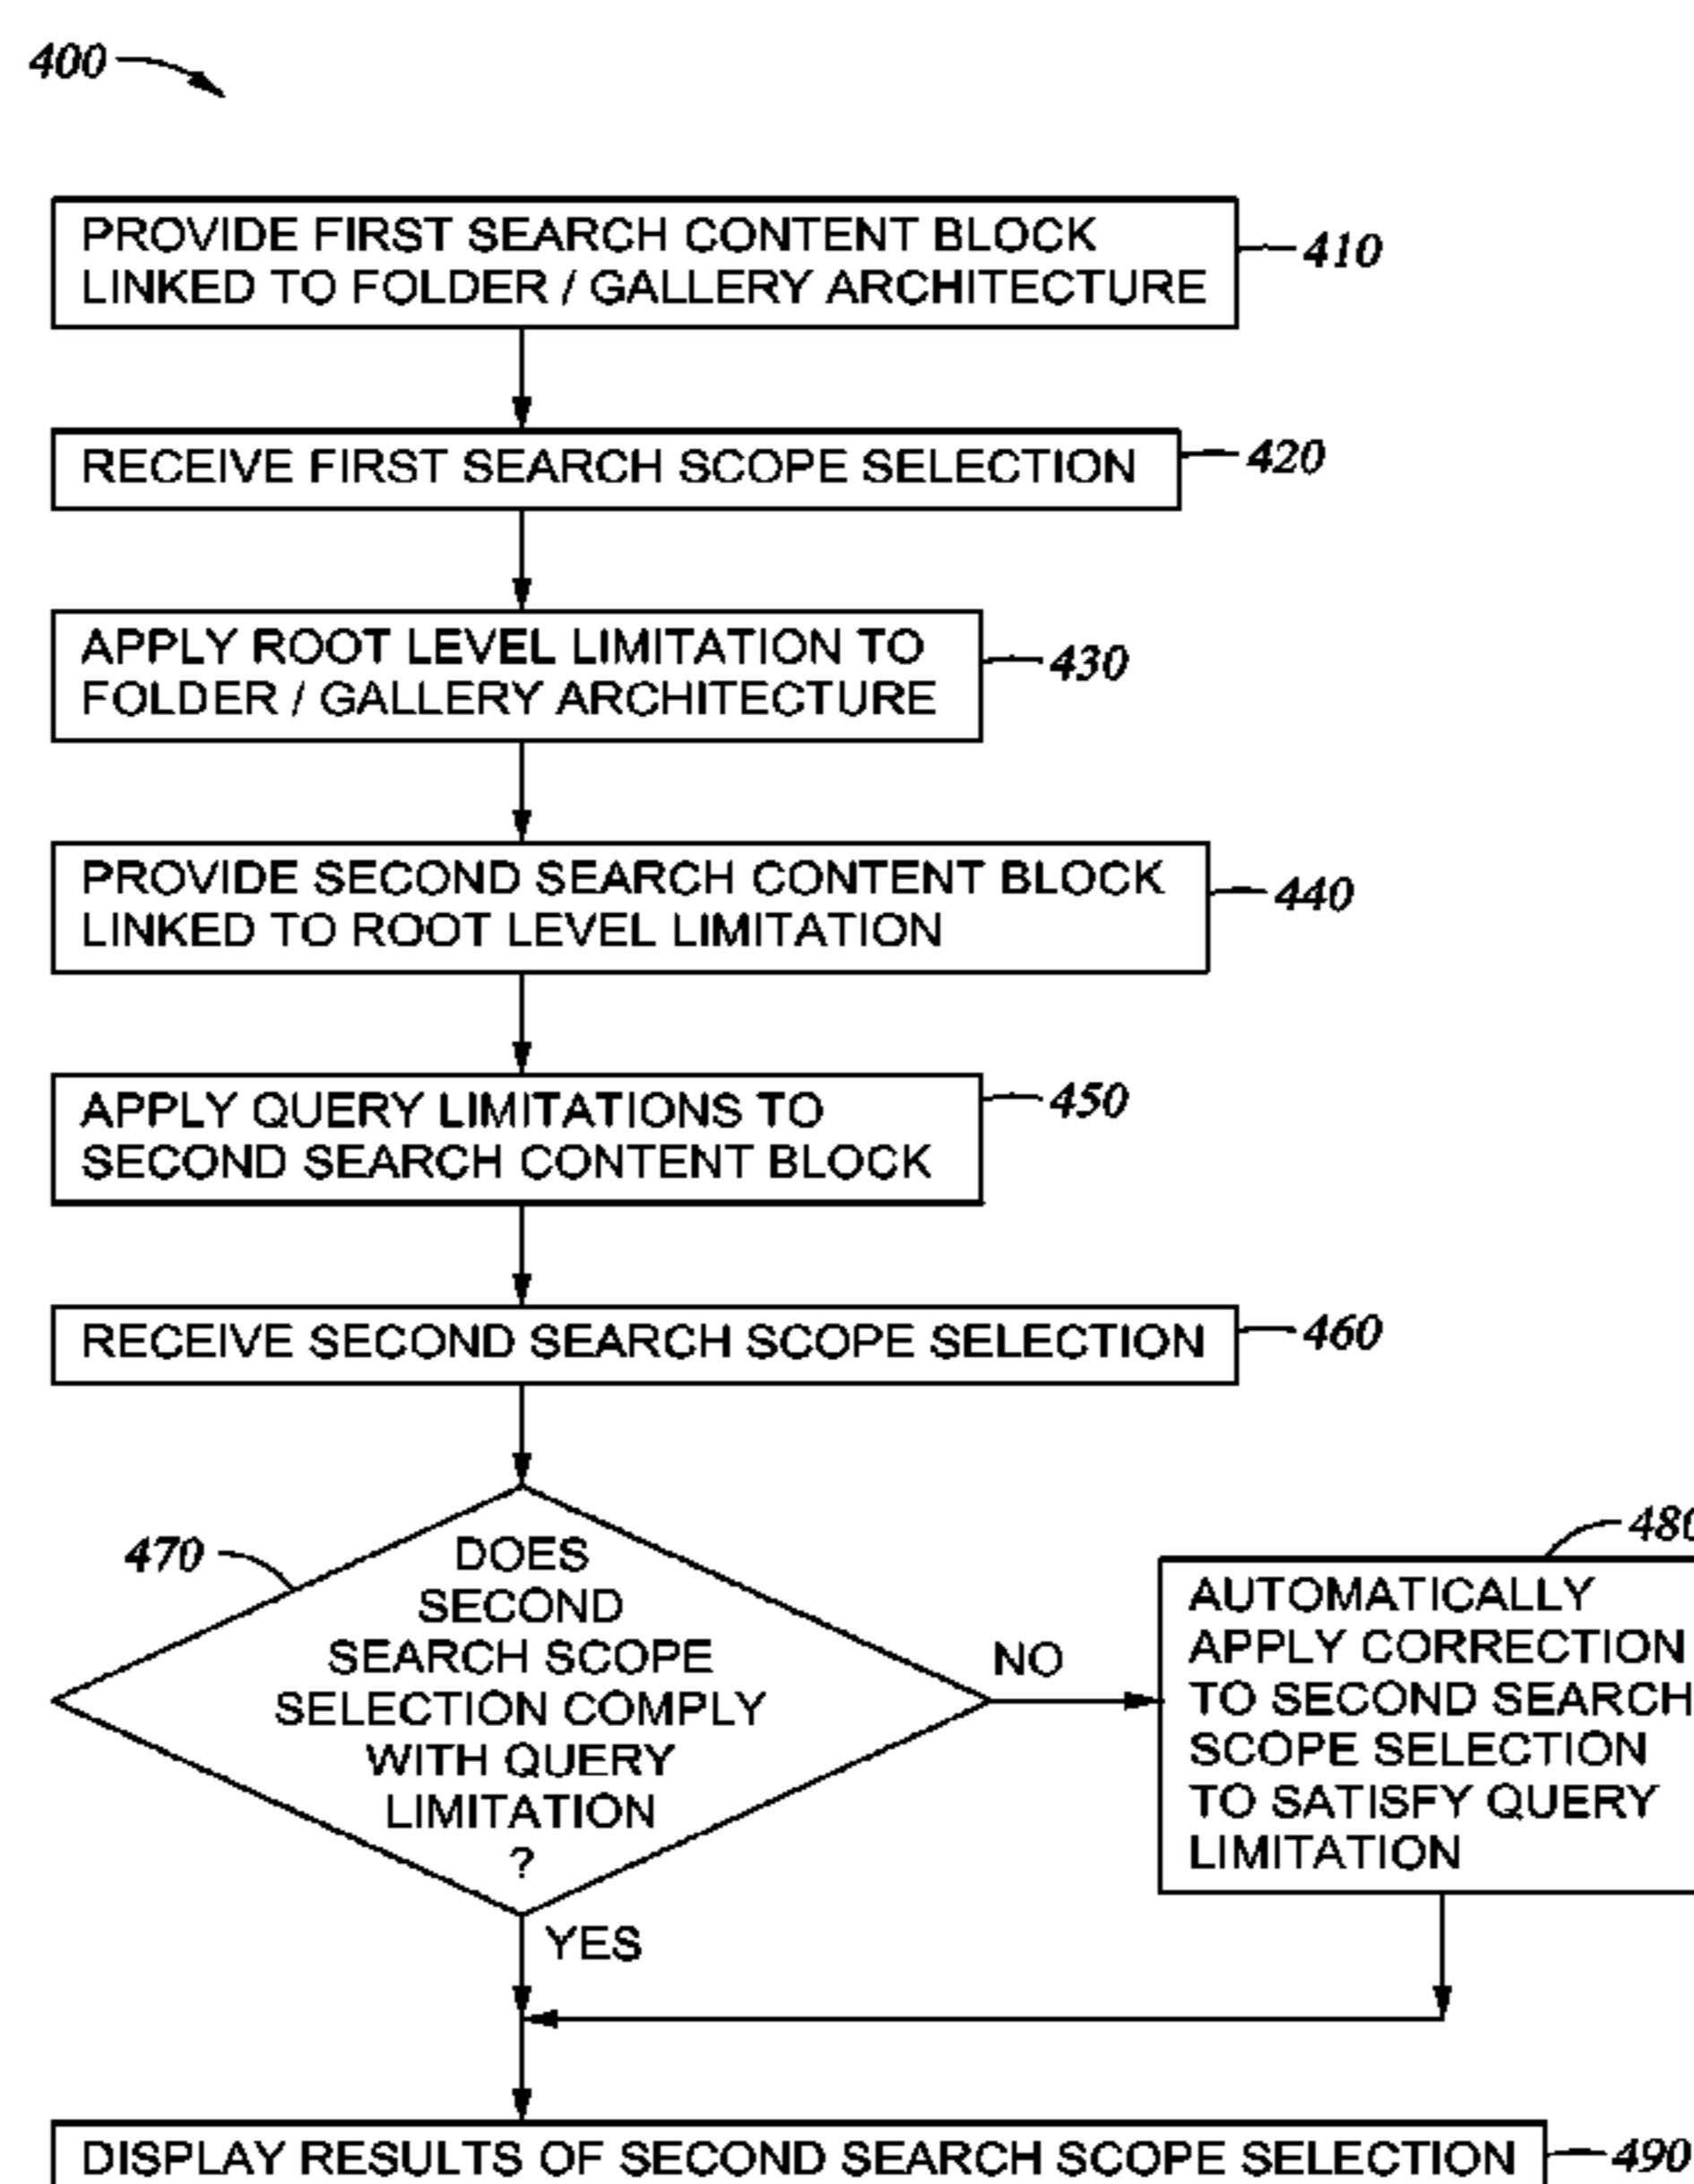 400
PROVIDE FIRST SEARCH CONTENT BLOCK
LINKED TO FOLDER / GALLERY ARCHITECTURE
410
RECEIVE FIRST SEARCH SCOPE SELECTION
420
APPLY ROOT LEVEL LIMITATION TO
FOLDER / GALLERY ARCHITECTURE
430
PROVIDE SECOND SEARCH CONTENT BLOCK
LINKED TO ROOT LEVEL LIMITATION
440
APPLY QUERY LIMITATIONS TO
SECOND SEARCH CONTENT BLOCK
450
RECEIVE SECOND SEARCH SCOPE SELECTION
460
470
DOES
SECOND
SEARCH SCOPE
SELECTION COMPLY
WITH QUERY
LIMITATION
?
NO
YES
480
AUTOMATICALLY
APPLY CORRECTION
TO SECOND SEARCH
SCOPE SELECTION
TO SATISFY QUERY
LIMITATION
DISPLAY RESULTS OF SECOND SEARCH SCOPE SELECTION
490